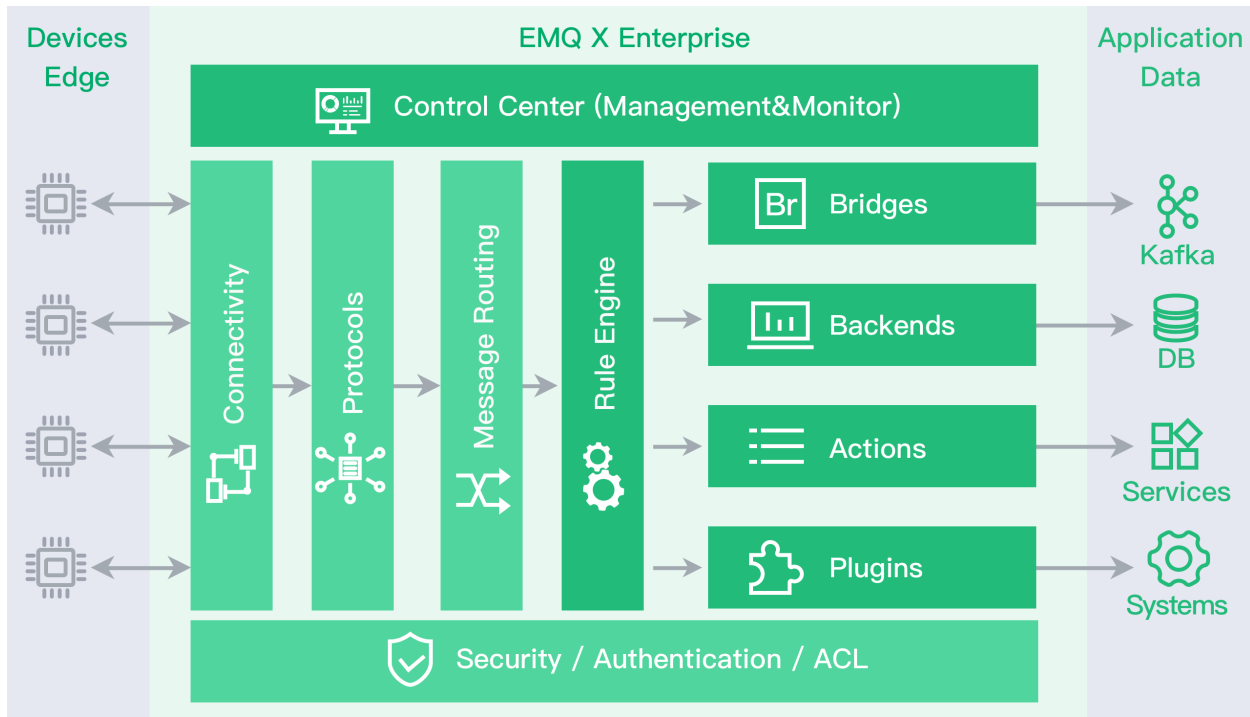 Devices
Edge
EMQ X Enterprise
Application
Data
Control Center (Management&Monitor)
Connectivity
Protocols
Message Routing
Rule Engine
Br
Bridges
Kafka
Backends
DB
Actions
Services
Plugins
Systems
Security / Authentication / ACL